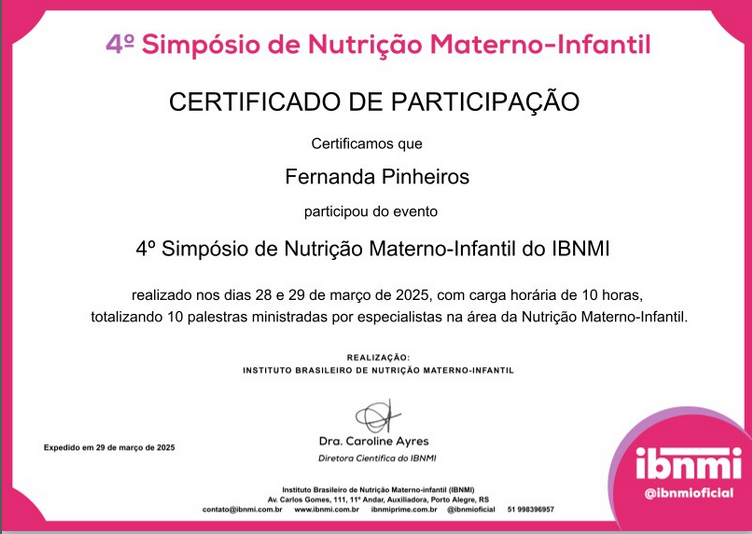 4º Simpósio de Nutrição Materno-Infantil
CERTIFICADO DE PARTICIPAÇÃO
Certificamos que
Fernanda Pinheiros
participou do evento
4º Simpósio de Nutrição Materno-Infantil do IBNMI
realizado nos dias 28 e 29 de março de 2025, com carga horária de 10 horas,
totalizando 10 palestras ministradas por especialistas na área da Nutrição Materno-Infantil.
REALIZAÇÃO:
INSTITUTO BRASILEIRO DE NUTRIÇÃO MATERNO-INFANTIL
Dra. Caroline Ayres
Diretora Científica do IBNMI
Expedido em 29 de março de 2025
ibnmi
@ibnmioficial
Instituto Brasileiro de Nutrição Materno-infantil (IBNMI)
Av. Carlos Gomes, 111, 11º Andar, Auxiliadora, Porto Alegre, RS
contato@ibnmi.com.br www.ibnmi.com.br ibnmiprime.com.br @ibnmioficial 51 998396957